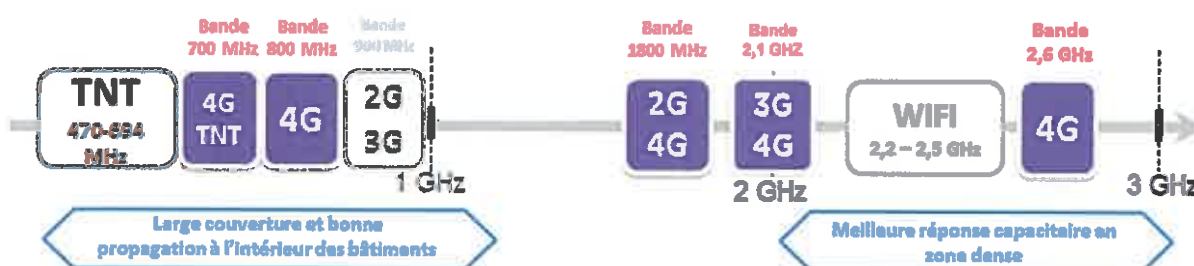 Bande
700 MHz
Bande
800 MHz
Bande
900 MHz
Bande
1800 MHz
Bande
2,1 GHZ
Bande
2,6 GHz
TNT
470-694
MHz
4G
TNT
4G
2G
3G
2G
4G
3G
4G
WIFI
2,2 – 2,5 GHz
4G
1 GHz
2 GHz
3 GHz
Large couverture et bonne
propagation à l'intérieur des bâtiments
Meilleure réponse capacitaire en
zone dense